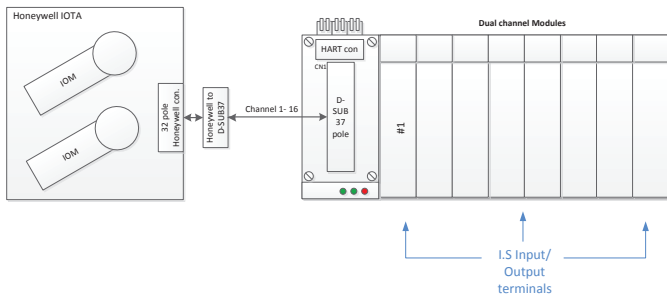 Honeywell IOTA
IOM
IOM
32 pole
Honeywell con.
Honeywell to
D-SUB37
Channel 1- 16
HART con
CN1
D-
SUB
37
pole
Dual channel Modules
#1
I.S Input/
Output
terminals